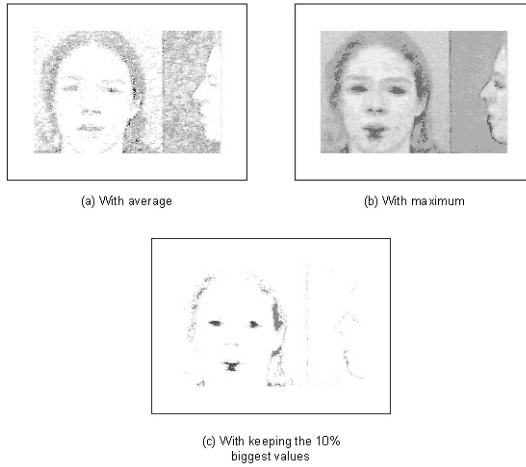 (a) With average
(b) With maximum
(c) With keeping the 10%
biggest values